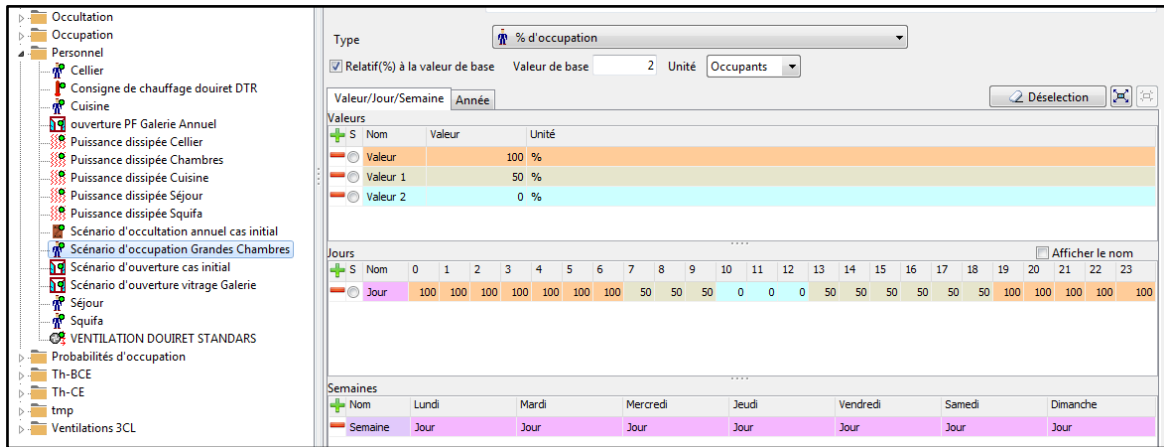 Occultation
Occupation
Personnel
Cellier
Consigne de chauffage douiret DTR
Cuisine
ouverture PF Galerie Annuel
Puissance dissipée Cellier
Puissance dissipée Chambres
Puissance dissipée Cuisine
Puissance dissipée Séjour
Puissance dissipée Squifa
Scénario d'occultation annuel cas initial
Scénario d'occupation Grandes Chambres
Scénario d'ouverture cas initial
Scénario d'ouverture vitrage Galerie
Séjour
Squifa
VENTILATION DOUIRET STANDARS
Probabilités d'occupation
Th-BCE
Th-CE
tmp
Ventilations 3CL
Type % d'occupation
Relatif(%) à la valeur de base Valeur de base 2 Unité Occupants
Valeur/Jour/Semaine Année Déselection
Valeurs
S Nom Valeur Unité
Valeur 100 %
Valeur 1 50 %
Valeur 2 0 %
Jours Afficher le nom
S Nom 0 1 2 3 4 5 6 7 8 9 10 11 12 13 14 15 16 17 18 19 20 21 22 23
Jour 100 100 100 100 100 100 100 50 50 50 0 0 0 50 50 50 50 50 50 100 100 100 100 100
Semaines
Nom Lundi Mardi Mercredi Jeudi Vendredi Samedi Dimanche
Semaine Jour Jour Jour Jour Jour Jour Jour